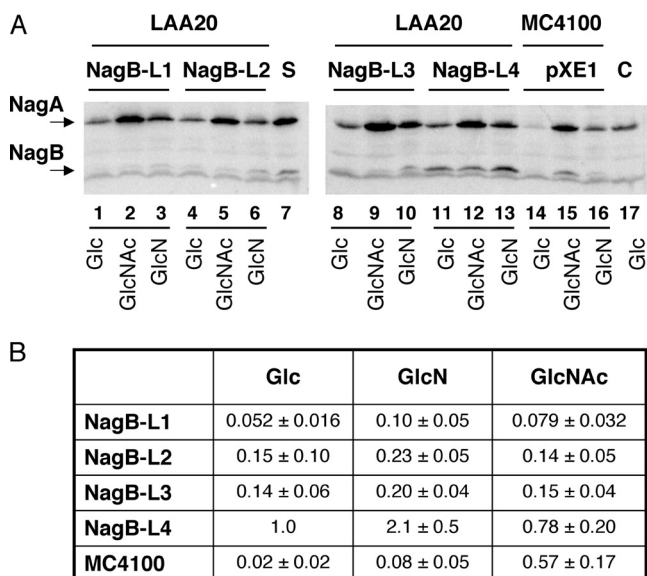 A
LAA20 LAA20 MC4100
NagB-L1 NagB-L2 S NagB-L3 NagB-L4 pXE1 C
NagA
NagB
1 2 3 4 5 6 7 8 9 10 11 12 13 14 15 16 17
Glc GlcNAc GlcN Glc GlcNAc GlcN Glc GlcNAc GlcN Glc GlcNAc GlcN Glc GlcNAc GlcN Glc
B
Glc GlcN GlcNAc
NagB-L1 0.052 ± 0.016 0.10 ± 0.05 0.079 ± 0.032
NagB-L2 0.15 ± 0.10 0.23 ± 0.05 0.14 ± 0.05
NagB-L3 0.14 ± 0.06 0.20 ± 0.04 0.15 ± 0.04
NagB-L4 1.0 2.1 ± 0.5 0.78 ± 0.20
MC4100 0.02 ± 0.02 0.08 ± 0.05 0.57 ± 0.17